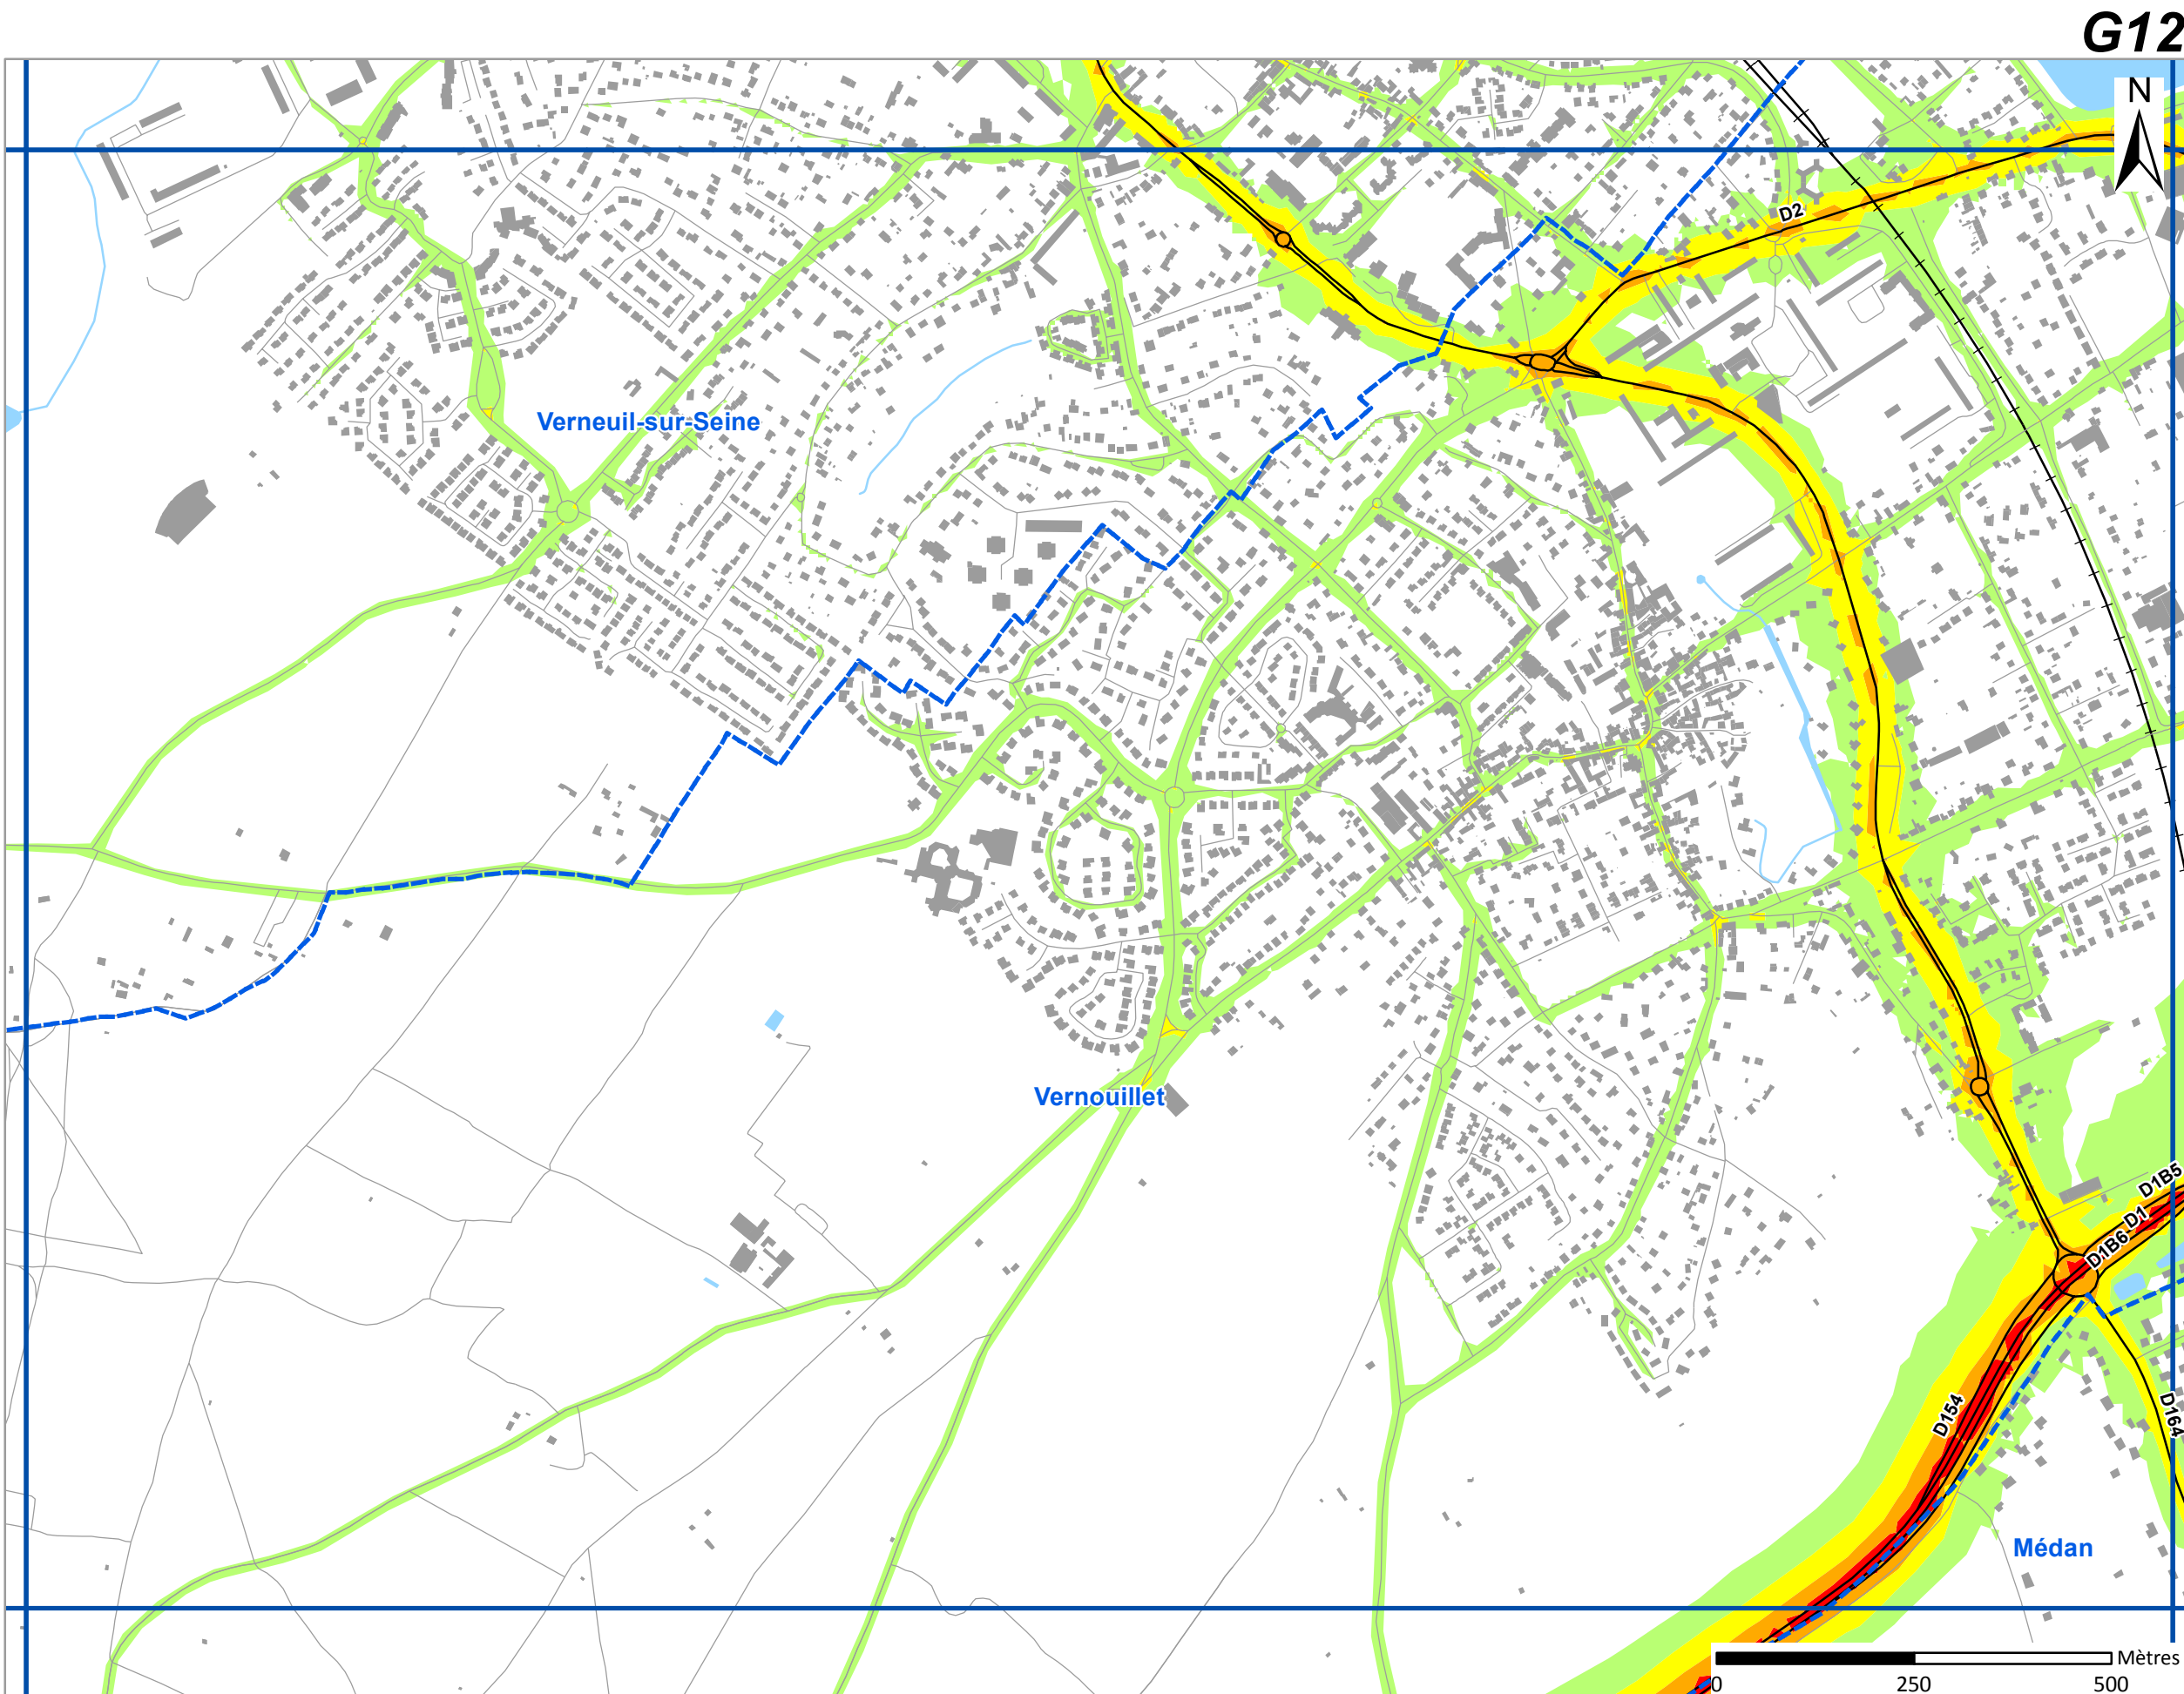 G12
N
D2
Verneuil-sur-Seine
Vernouillet
D1B5
D1
D1B6
D154
D164
Médan
Mètres
0 250 500